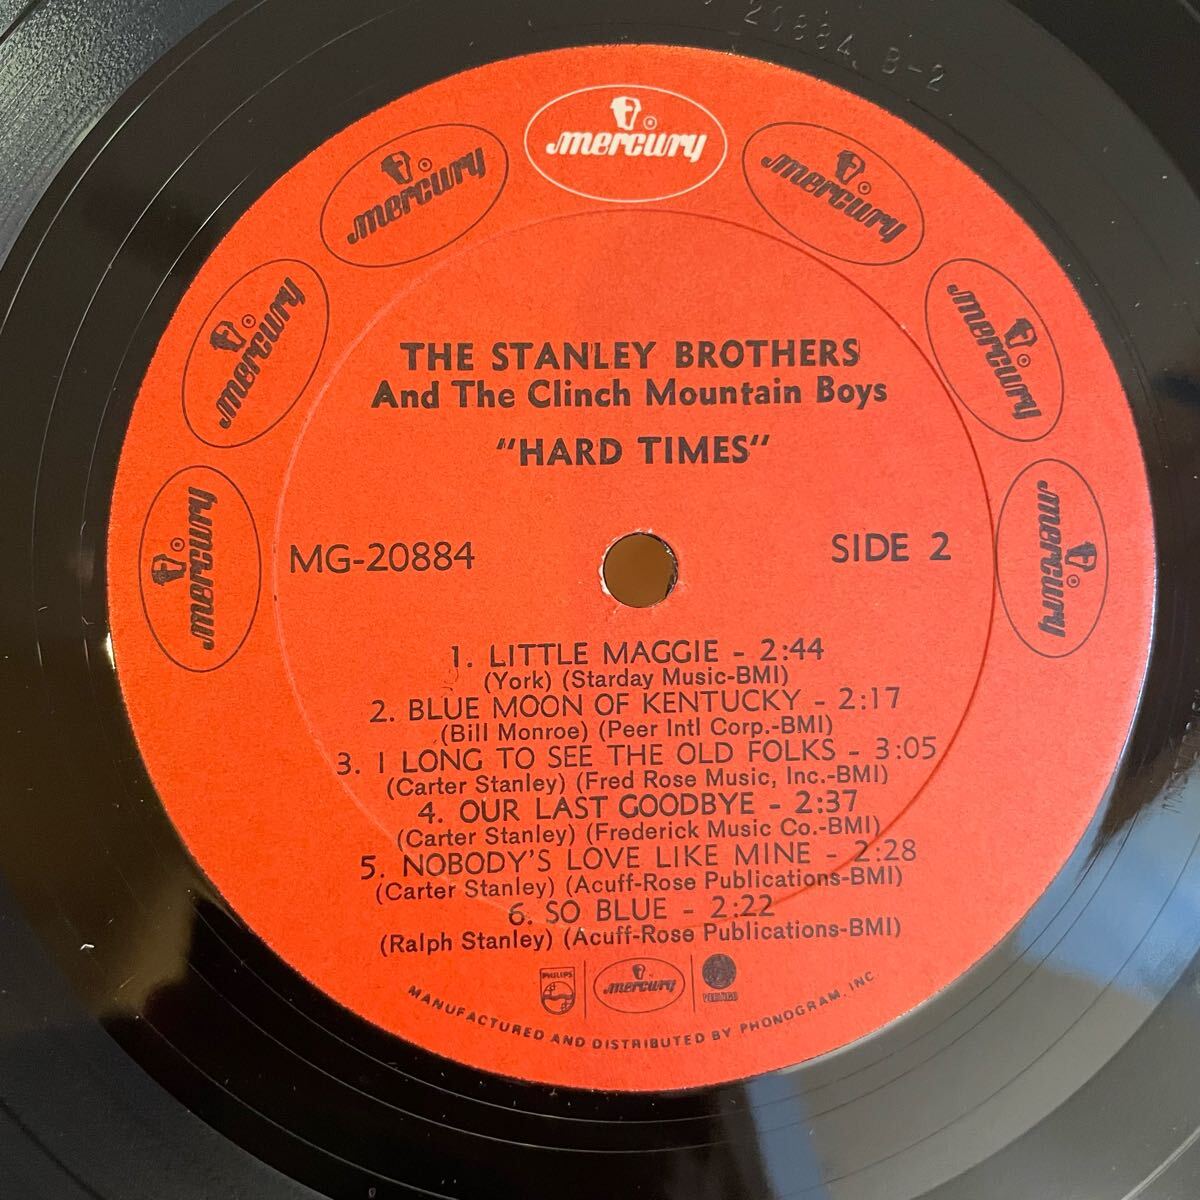 20884 B-2
mercury ®
mercury ®
mercury ®
mercury ®
mercury ®
mercury ®
mercury ®
THE STANLEY BROTHERS
And The Clinch Mountain Boys
"HARD TIMES"
MG-20884
SIDE 2
1. LITTLE MAGGIE - 2:44
(York) (Starday Music-BMI)
2. BLUE MOON OF KENTUCKY - 2:17
(Bill Monroe) (Peer Intl Corp.-BMI)
3. I LONG TO SEE THE OLD FOLKS - 3:05
(Carter Stanley) (Fred Rose Music, Inc.-BMI)
4. OUR LAST GOODBYE - 2:37
(Carter Stanley) (Frederick Music Co.-BMI)
5. NOBODY'S LOVE LIKE MINE - 2:28
(Carter Stanley) (Acuff-Rose Publications-BMI)
6. SO BLUE - 2:22
(Ralph Stanley) (Acuff-Rose Publications-BMI)
PHILIPS
mercury
VERTIGO
MANUFACTURED AND DISTRIBUTED BY PHONOGRAM, INC.